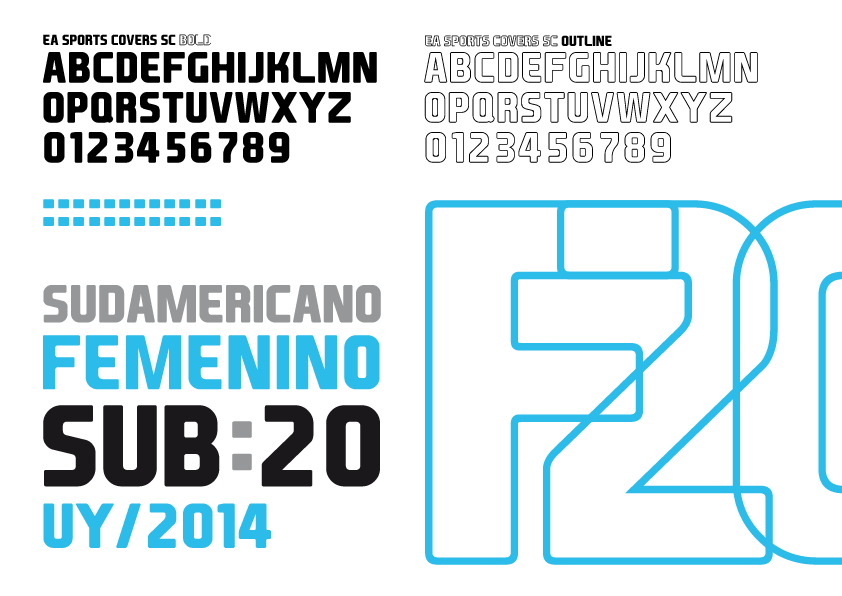 EA SPORTS COVERS SC BOLD
ABCDEFGHIJKLMN
OPQRSTUVWXYZ
0123456789
EA SPORTS COVERS SC OUTLINE
ABCDEFGHIJKLMN
OPQRSTUVWXYZ
0123456789
SUDAMERICANO
FEMENINO
SUB:20
UY/2014
F20